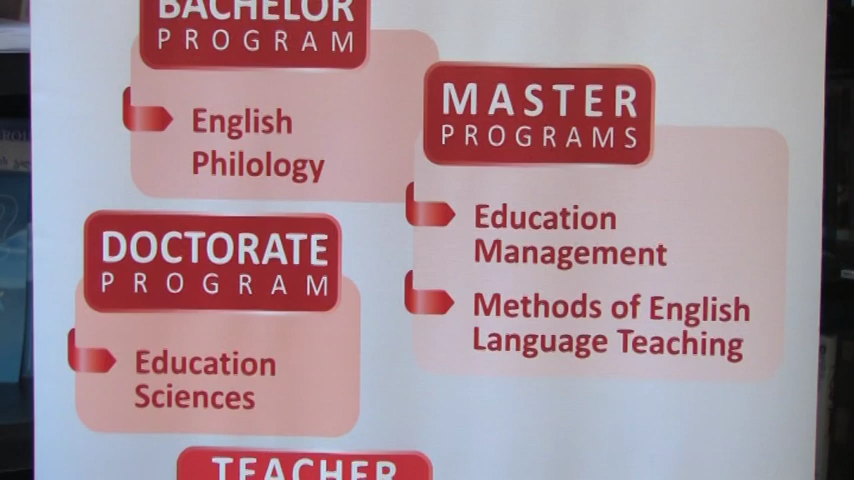 BACHELOR
PROGRAM
English
Philology
MASTER
PROGRAMS
Education
Management
Methods of English
Language Teaching
DOCTORATE
PROGRAM
Education
Sciences
TEACHER